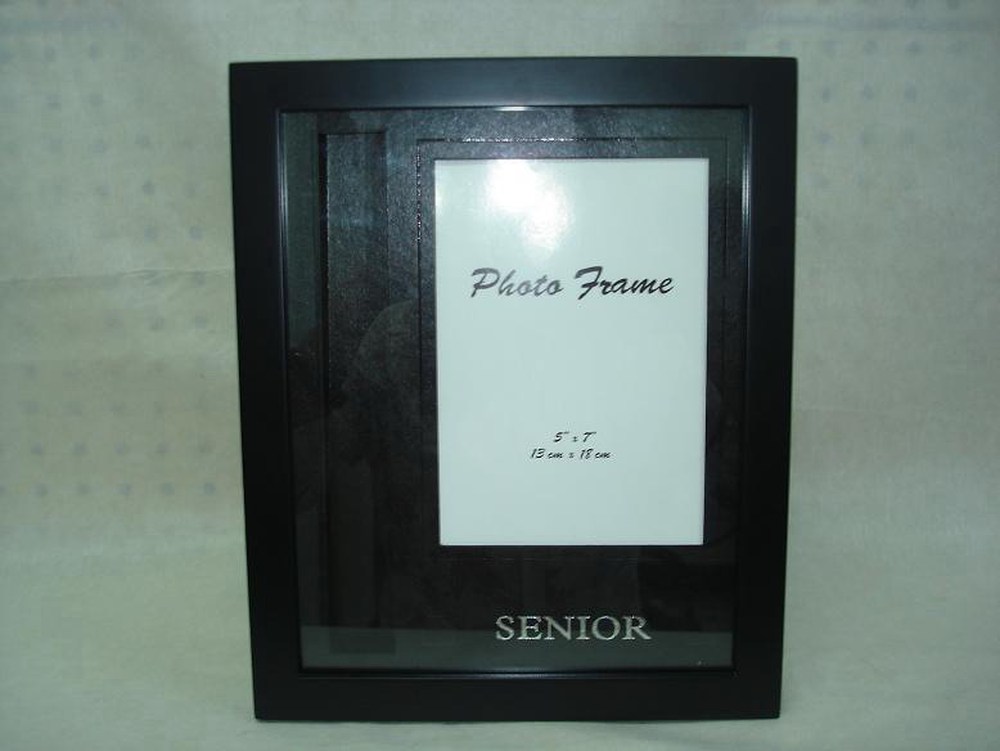 Photo Frame
5" x 7"
13 cm x 18 cm
SENIOR